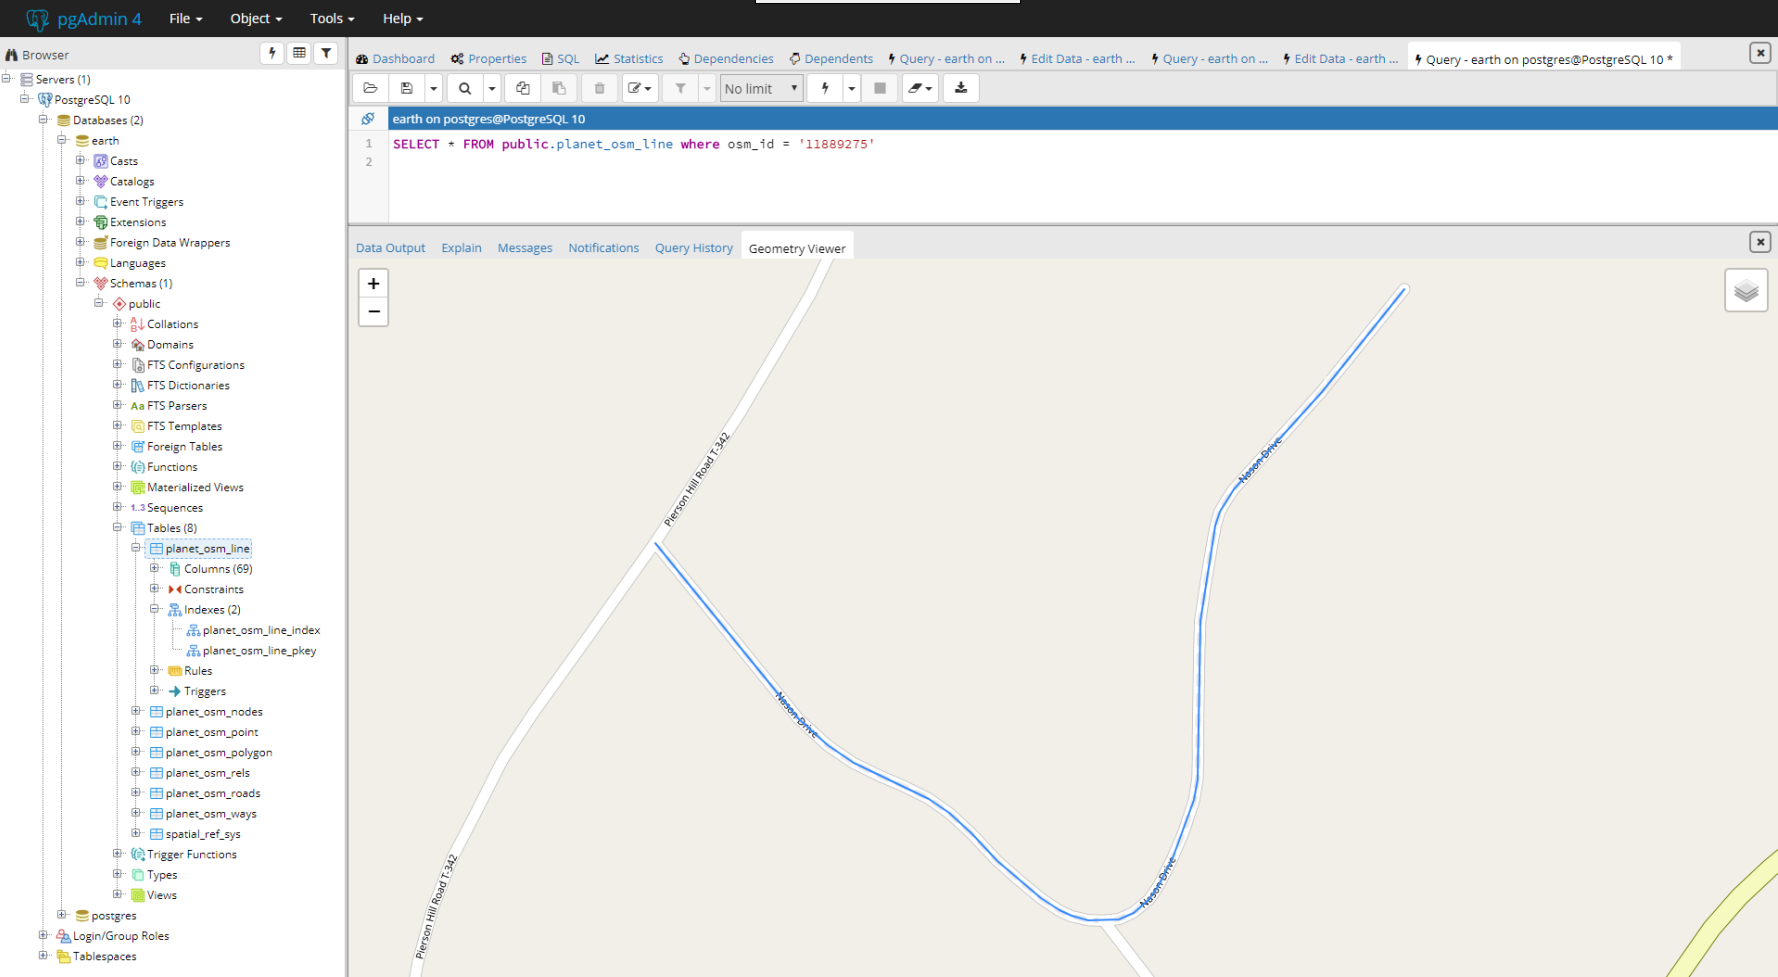 pgAdmin 4 File Object Tools Help
Browser
Servers (1)
PostgreSQL 10
Databases (2)
earth
Casts
Catalogs
Event Triggers
Extensions
Foreign Data Wrappers
Languages
Schemas (1)
public
Collations
Domains
FTS Configurations
FTS Dictionaries
Aa FTS Parsers
FTS Templates
Foreign Tables
Functions
Materialized Views
1..3 Sequences
Tables (8)
planet_osm_line
Columns (69)
Constraints
Indexes (2)
planet_osm_line_index
planet_osm_line_pkey
Rules
Triggers
planet_osm_nodes
planet_osm_point
planet_osm_polygon
planet_osm_rels
planet_osm_roads
planet_osm_ways
spatial_ref_sys
Trigger Functions
Types
Views
postgres
Login/Group Roles
Tablespaces
Dashboard Properties SQL Statistics Dependencies Dependents Query - earth on ... Edit Data - earth ... Query - earth on ... Edit Data - earth ... Query - earth on postgres@PostgreSQL 10 *
No limit
earth on postgres@PostgreSQL 10
1 SELECT * FROM public.planet_osm_line where osm_id = '11889275'
2
Data Output Explain Messages Notifications Query History Geometry Viewer
+
−
Pierson Hill Road T-342
Nason Drive
Nason Drive
Nason Drive
Pierson Hill Road T-342